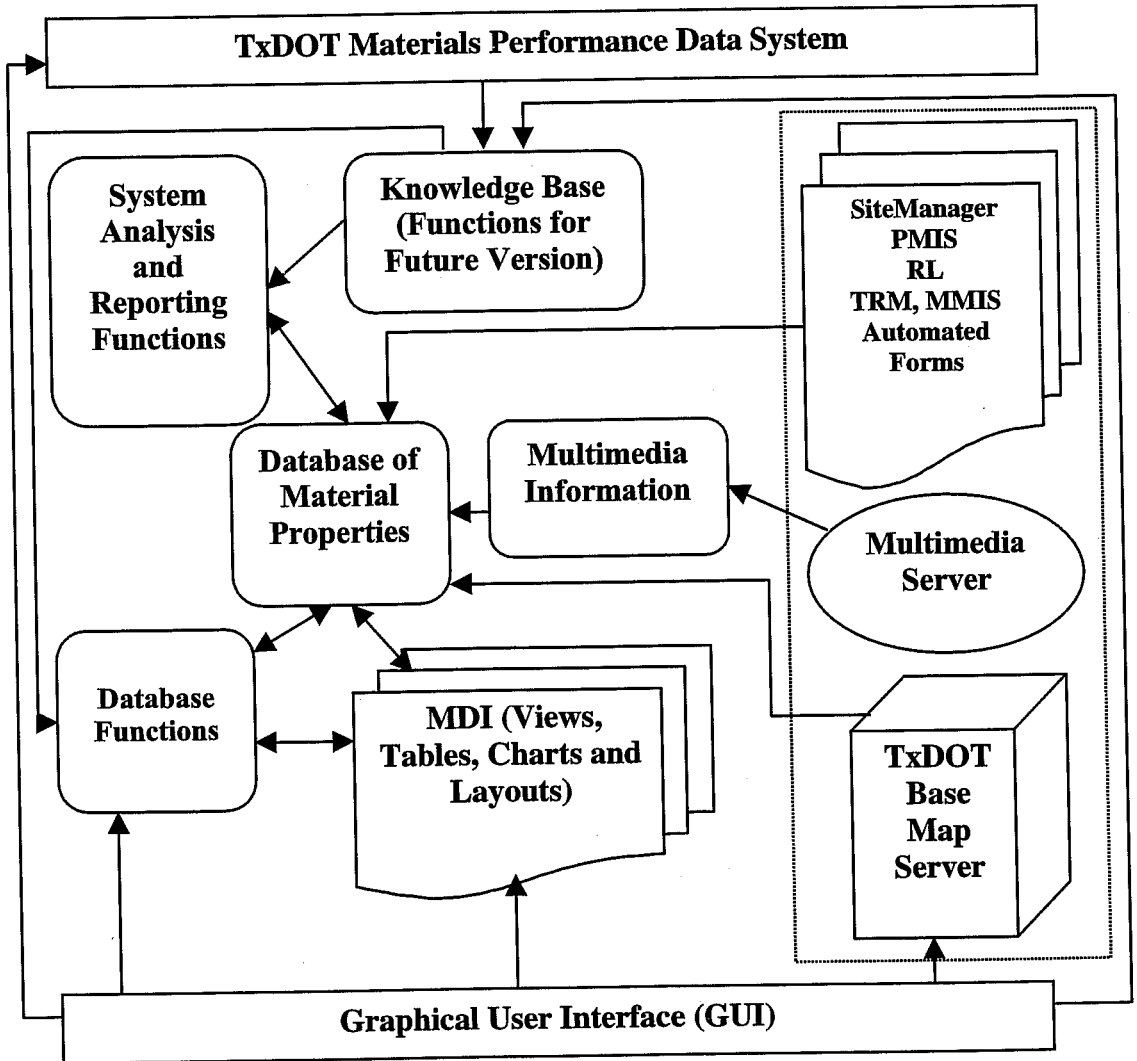 TxDOT Materials Performance Data System
System
Analysis
and
Reporting
Functions
Knowledge Base
(Functions for
Future Version)
SiteManager
PMIS
RL
TRM, MMIS
Automated
Forms
Database of
Material
Properties
Multimedia
Information
Multimedia
Server
Database
Functions
MDI (Views,
Tables, Charts and
Layouts)
TxDOT
Base
Map
Server
Graphical User Interface (GUI)